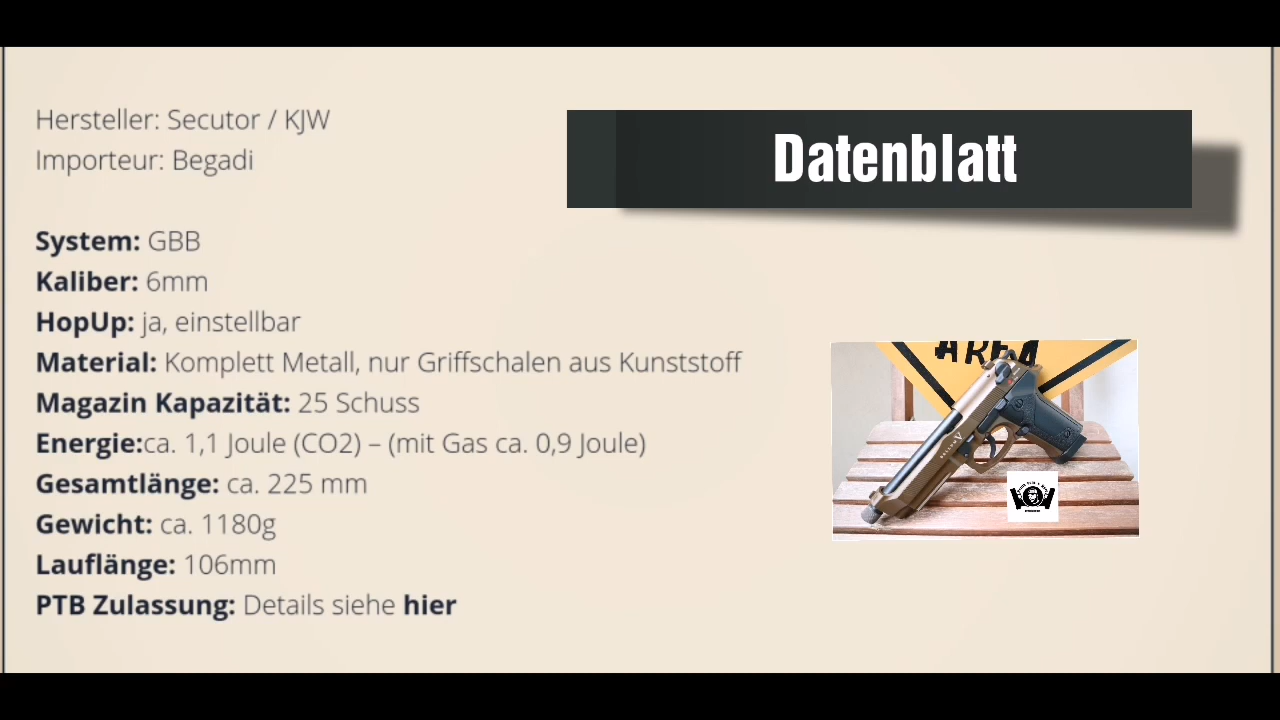 Hersteller: Secutor / KJW
Importeur: Begadi
Datenblatt
System: GBB
Kaliber: 6mm
HopUp: ja, einstellbar
Material: Komplett Metall, nur Griffschalen aus Kunststoff
Magazin Kapazität: 25 Schuss
Energie:ca. 1,1 Joule (CO2) – (mit Gas ca. 0,9 Joule)
Gesamtlänge: ca. 225 mm
Gewicht: ca. 1180g
Lauflänge: 106mm
PTB Zulassung: Details siehe hier
AREA